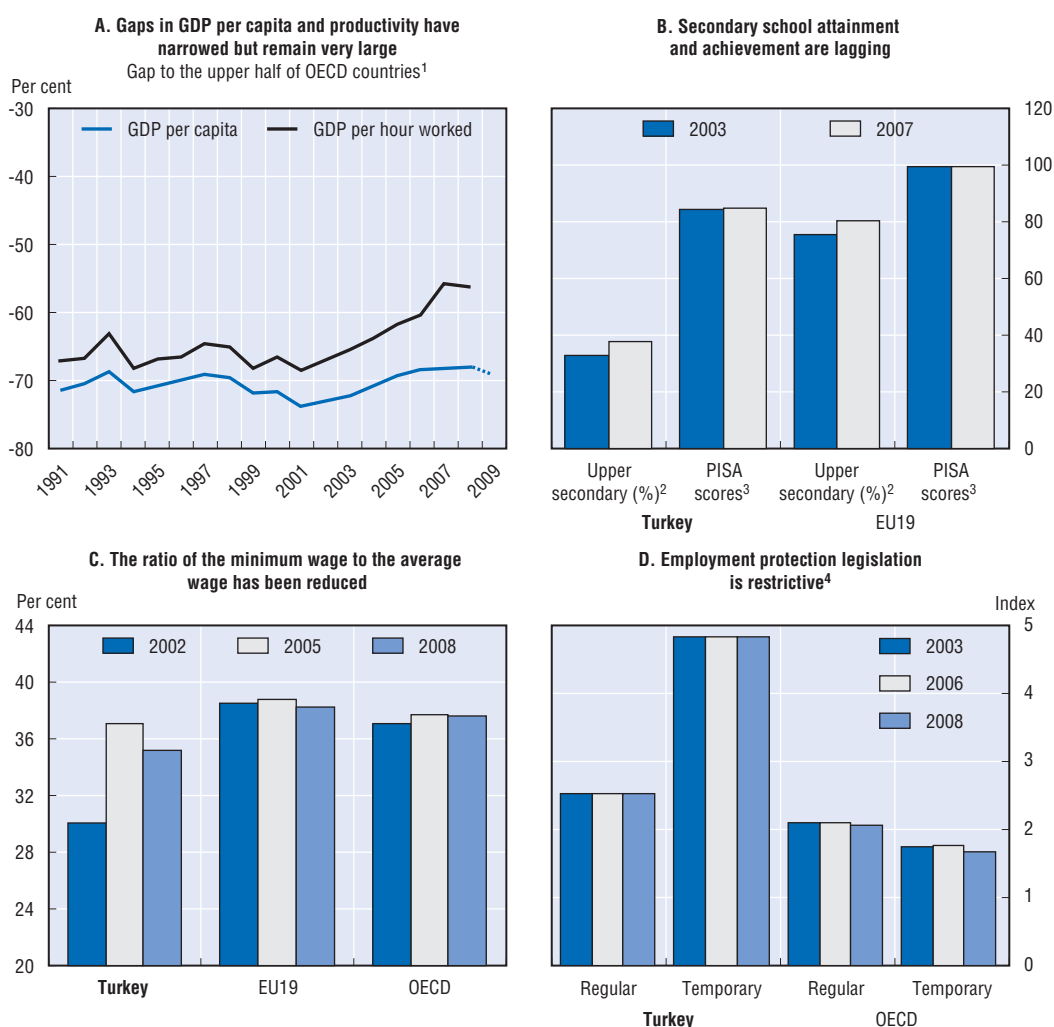 A. Gaps in GDP per capita and productivity have
narrowed but remain very large
Gap to the upper half of OECD countries¹
Per cent
-30
-40
-50
-60
-70
-80
GDP per capita
GDP per hour worked
1991
1993
1995
1997
1999
2001
2003
2005
2007
2009
B. Secondary school attainment
and achievement are lagging
2003
2007
120
100
80
60
40
20
0
Upper
secondary (%)²
PISA
scores³
Upper
secondary (%)²
PISA
scores³
Turkey
EU19
C. The ratio of the minimum wage to the average
wage has been reduced
Per cent
44
40
36
32
28
24
20
2002
2005
2008
Turkey
EU19
OECD
D. Employment protection legislation
is restrictive⁴
Index
5
4
3
2
1
0
2003
2006
2008
Regular
Temporary
Regular
Temporary
Turkey
OECD